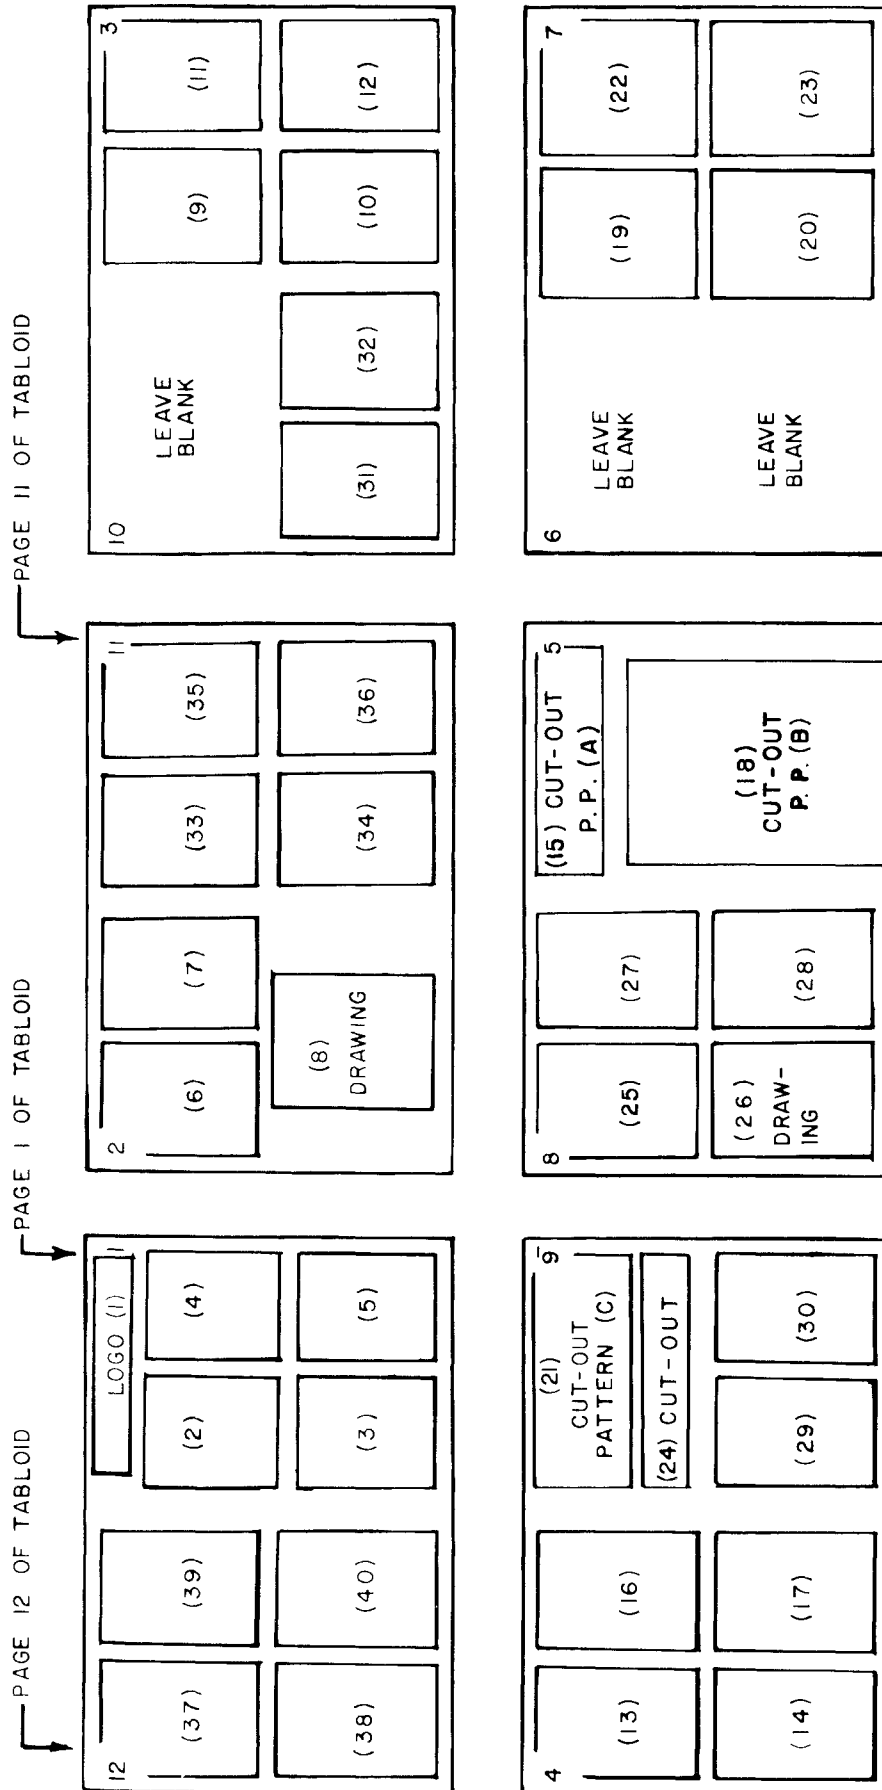 PAGE 12 OF TABLOID
PAGE 1 OF TABLOID
PAGE 11 OF TABLOID
12
(37)
(39)
(38)
(40)
LOGO (1)
1
(2)
(4)
(3)
(5)
2
(6)
(7)
(8)
DRAWING
11
(33)
(35)
(34)
(36)
10
LEAVE
BLANK
(31)
(32)
3
(9)
(11)
(10)
(12)
4
(13)
(16)
(14)
(17)
9
(21)
CUT-OUT
PATTERN (C)
(24) CUT-OUT
(29)
(30)
8
(25)
(27)
(26)
DRAW-
ING
(28)
5
(15) CUT-OUT
P.P. (A)
(18)
CUT-OUT
P.P. (B)
6
LEAVE
BLANK
LEAVE
BLANK
7
(19)
(22)
(20)
(23)